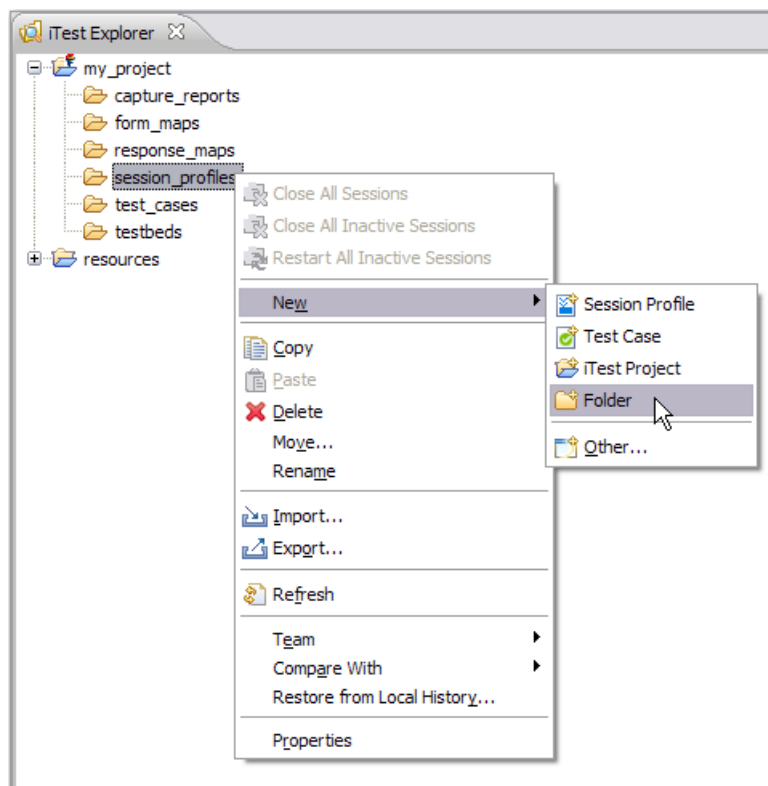 iTest Explorer
my_project
capture_reports
form_maps
response_maps
session_profiles
test_cases
testbeds
resources
Close All Sessions
Close All Inactive Sessions
Restart All Inactive Sessions
New
Copy
Paste
Delete
Move...
Rename
Import...
Export...
Refresh
Team
Compare With
Restore from Local History...
Properties
Session Profile
Test Case
iTest Project
Folder
Other...